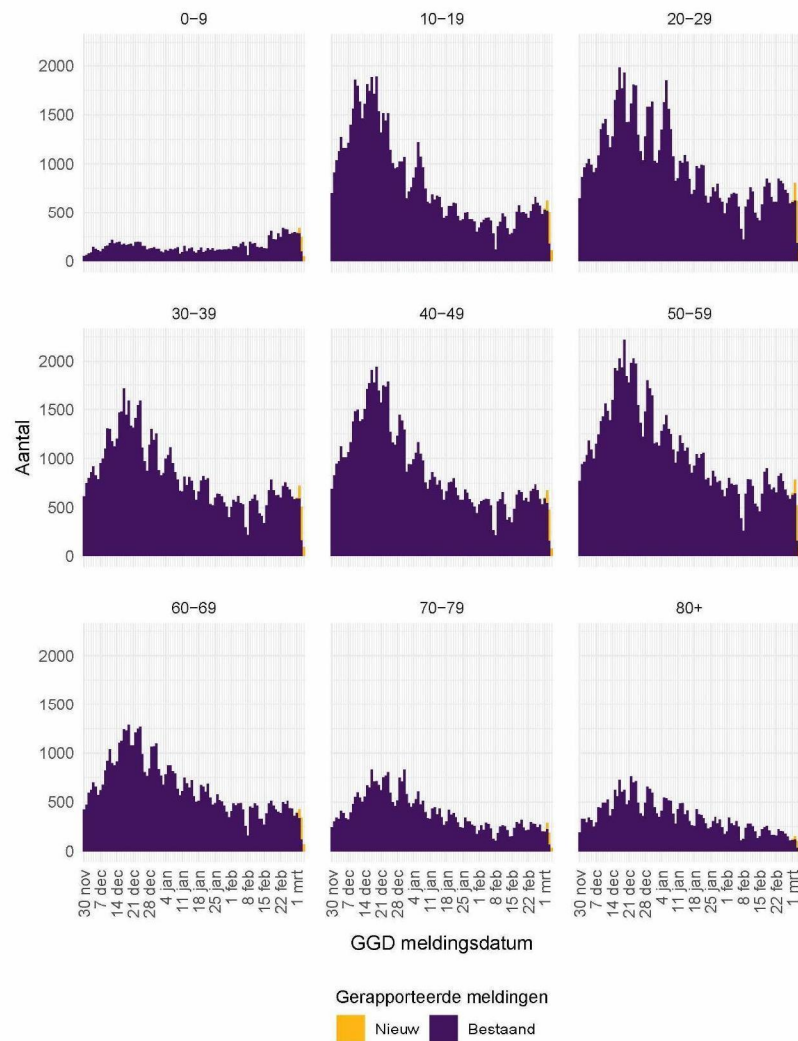 0−9
10−19
20−29
2000
1500
1000
500
0
30−39
40−49
50−59
2000
1500
1000
500
0
Aantal
60−69
70−79
80+
2000
1500
1000
500
0
30 nov
7 dec
14 dec
21 dec
28 dec
4 jan
11 jan
18 jan
25 jan
1 feb
8 feb
15 feb
22 feb
1 mrt
30 nov
7 dec
14 dec
21 dec
28 dec
4 jan
11 jan
18 jan
25 jan
1 feb
8 feb
15 feb
22 feb
1 mrt
30 nov
7 dec
14 dec
21 dec
28 dec
4 jan
11 jan
18 jan
25 jan
1 feb
8 feb
15 feb
22 feb
1 mrt
GGD meldingsdatum
Gerapporteerde meldingen
Nieuw
Bestaand